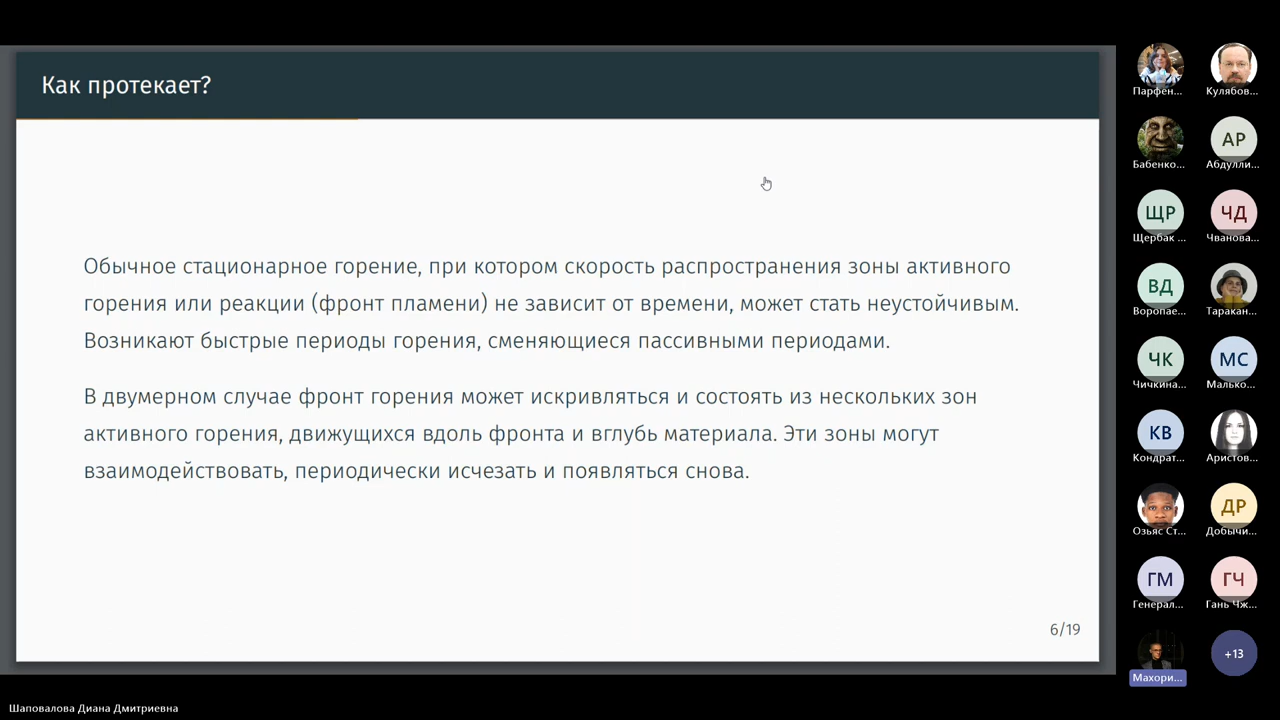 Как протекает?
Обычное стационарное горение, при котором скорость распространения зоны активного
горения или реакции (фронт пламени) не зависит от времени, может стать неустойчивым.
Возникают быстрые периоды горения, сменяющиеся пассивными периодами.
В двумерном случае фронт горения может искривляться и состоять из нескольких зон
активного горения, движущихся вдоль фронта и вглубь материала. Эти зоны могут
взаимодействовать, периодически исчезать и появляться снова.
6/19
Парфен...
Кулябов...
Бабенко...
АР
Абдулли...
ЩР
Щербак ...
ЧД
Чванова...
ВД
Воропае...
Таракан...
ЧК
Чичкина...
МС
Малько...
КВ
Кондрат...
Аристов...
Озьяс Ст...
ДР
Добычи...
ГМ
Генерал...
ГЧ
Гань Чж...
Махори...
+13
Шаповалова Диана Дмитриевна